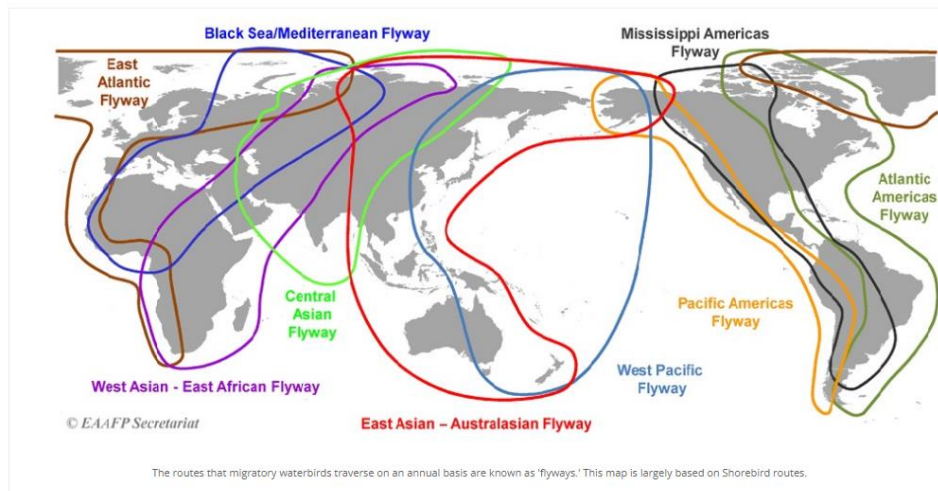 Black Sea/Mediterranean Flyway
Mississippi Americas
Flyway
East
Atlantic
Flyway
Atlantic
Americas
Flyway
Central
Asian
Flyway
Pacific Americas
Flyway
West Asian - East African Flyway
West Pacific
Flyway
© EAAFP Secretariat
East Asian – Australasian Flyway
The routes that migratory waterbirds traverse on an annual basis are known as 'flyways.' This map is largely based on Shorebird routes.